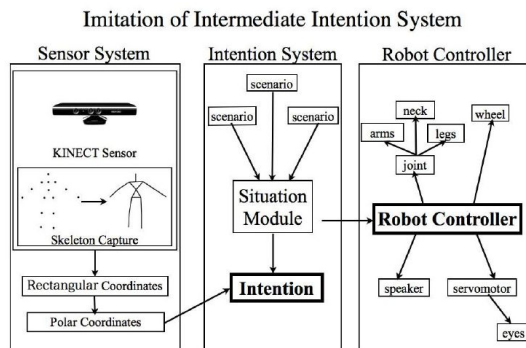 Imitation of Intermediate Intention System
Sensor System
KINECT Sensor
Skeleton Capture
Rectangular Coordinates
Polar Coordinates
Intention System
scenario
scenario
scenario
Situation
Module
Intention
Robot Controller
neck
wheel
arms
legs
joint
Robot Controller
speaker
servomotor
eyes